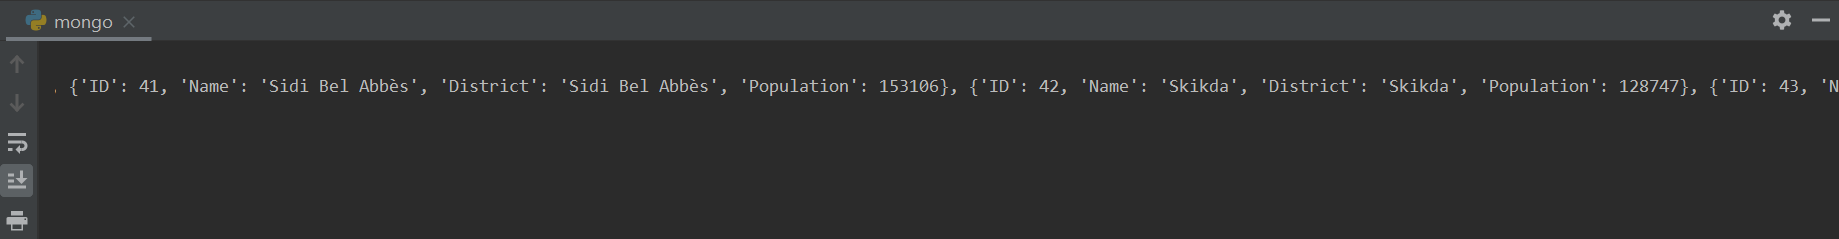 mongo
, {'ID': 41, 'Name': 'Sidi Bel Abbès', 'District': 'Sidi Bel Abbès', 'Population': 153106}, {'ID': 42, 'Name': 'Skikda', 'District': 'Skikda', 'Population': 128747}, {'ID': 43, 'N